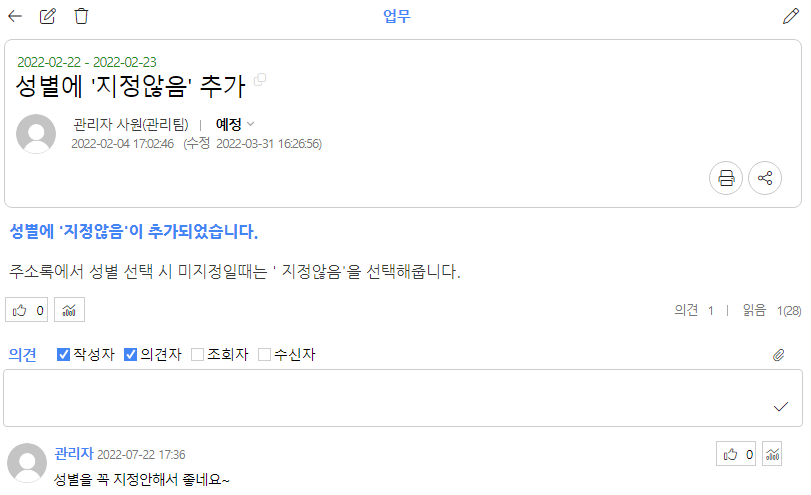 업무
2022-02-22 - 2022-02-23
성별에 '지정않음' 추가
관리자 사원(관리팀) | 예정
2022-02-04 17:02:46 (수정 2022-03-31 16:26:56)
성별에 '지정않음'이 추가되었습니다.
주소록에서 성별 선택 시 미지정일때는 ' 지정않음'을 선택해줍니다.
0
의견 1 | 읽음 1(28)
의견 작성자 의견자 조회자 수신자
관리자 2022-07-22 17:36
0
성별을 꼭 지정안해서 좋네요~